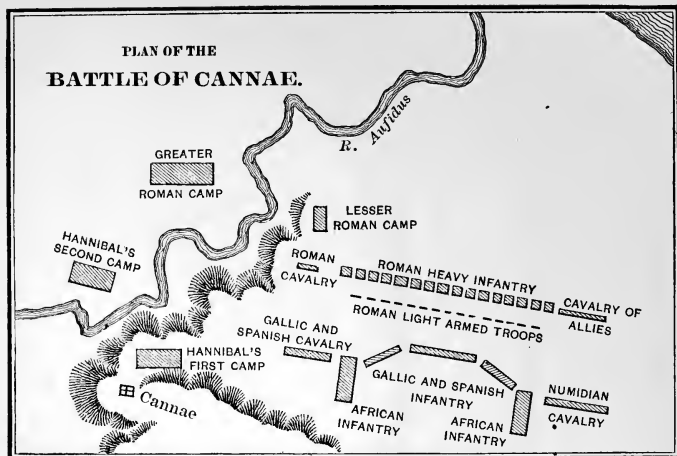 PLAN OF THE
BATTLE OF CANNAE.
R. Aufidus
GREATER
ROMAN CAMP
LESSER
ROMAN CAMP
HANNIBAL'S
SECOND CAMP
ROMAN
CAVALRY
ROMAN HEAVY INFANTRY
CAVALRY OF
ALLIES
ROMAN LIGHT ARMED TROOPS
GALLIC AND
SPANISH CAVALRY
HANNIBAL'S
FIRST CAMP
GALLIC AND SPANISH
INFANTRY
NUMIDIAN
CAVALRY
Cannae
AFRICAN
INFANTRY
AFRICAN
INFANTRY